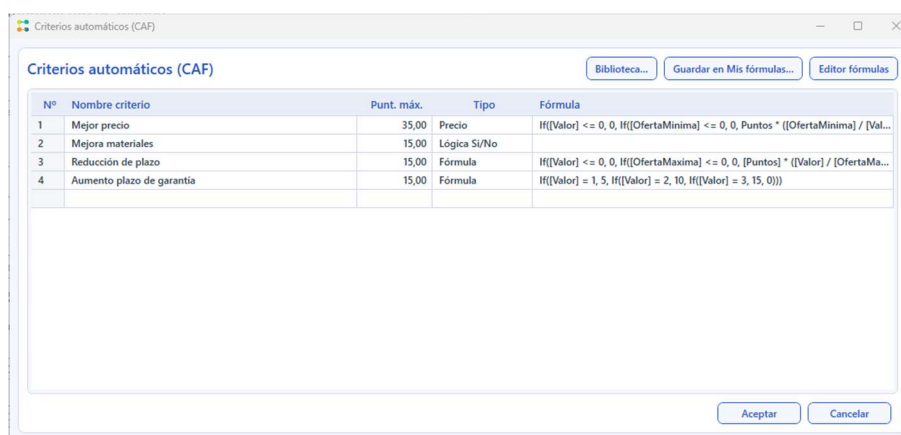 Criterios automáticos (CAF)
Criterios automáticos (CAF) Biblioteca... Guardar en Mis fórmulas... Editor fórmulas
Nº Nombre criterio Punt. máx. Tipo Fórmula
1 Mejor precio 35,00 Precio If([Valor] <= 0, 0, If([OfertaMinima] <= 0, 0, Puntos * ([OfertaMinima] / [Val...
2 Mejora materiales 15,00 Lógica Si/No
3 Reducción de plazo 15,00 Fórmula If([Valor] <= 0, 0, If([OfertaMaxima] <= 0, 0, [Puntos] * ([Valor] / [OfertaMa...
4 Aumento plazo de garantía 15,00 Fórmula If([Valor] = 1, 5, If([Valor] = 2, 10, If([Valor] = 3, 15, 0)))
Aceptar Cancelar